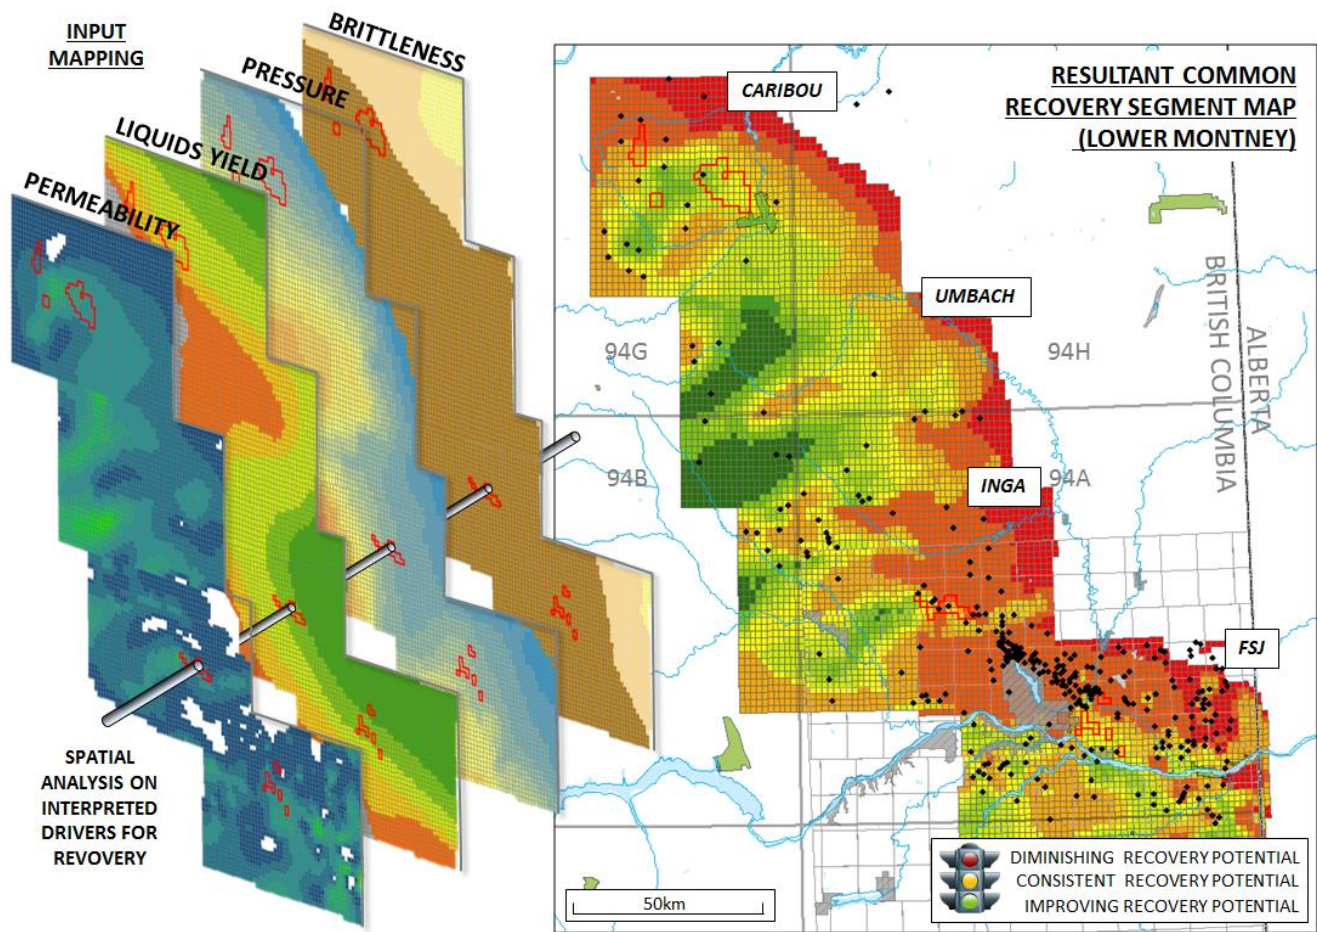 INPUT
MAPPING
BRITTLENESS
PRESSURE
LIQUIDS YIELD
PERMEABILITY
SPATIAL
ANALYSIS ON
INTERPRETED
DRIVERS FOR
REVOVERY
RESULTANT COMMON
RECOVERY SEGMENT MAP
(LOWER MONTNEY)
CARIBOU
UMBACH
94G
94H
BRITISH COLUMBIA
ALBERTA
94B
INGA
94A
FSJ
50km
DIMINISHING RECOVERY POTENTIAL
CONSISTENT RECOVERY POTENTIAL
IMPROVING RECOVERY POTENTIAL